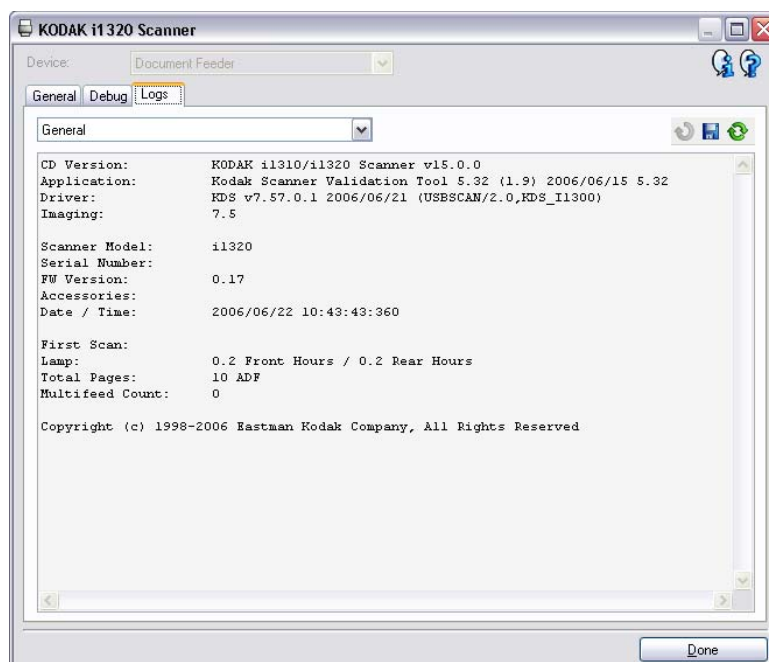 KODAK i1320 Scanner
Device: Document Feeder
General Debug Logs
General
CD Version: KODAK i1310/i1320 Scanner v15.0.0
Application: Kodak Scanner Validation Tool 5.32 (1.9) 2006/06/15 5.32
Driver: KDS v7.57.0.1 2006/06/21 (USBSCAN/2.0,KDS_I1300)
Imaging: 7.5
Scanner Model: i1320
Serial Number:
FW Version: 0.17
Accessories:
Date / Time: 2006/06/22 10:43:43:360
First Scan:
Lamp: 0.2 Front Hours / 0.2 Rear Hours
Total Pages: 10 ADF
Multifeed Count: 0
Copyright (c) 1998-2006 Eastman Kodak Company, All Rights Reserved
Done